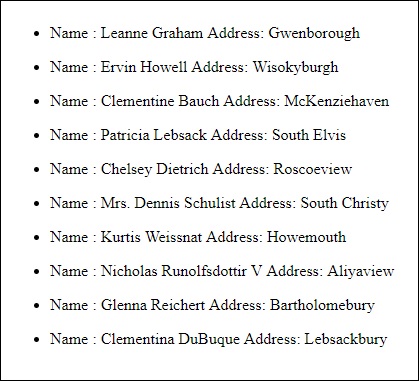 Name : Leanne Graham Address: Gwenborough
Name : Ervin Howell Address: Wisokyburgh
Name : Clementine Bauch Address: McKenziehaven
Name : Patricia Lebsack Address: South Elvis
Name : Chelsey Dietrich Address: Roscoeview
Name : Mrs. Dennis Schulist Address: South Christy
Name : Kurtis Weissnat Address: Howemouth
Name : Nicholas Runolfsdottir V Address: Aliyaview
Name : Glenna Reichert Address: Bartholomebury
Name : Clementina DuBuque Address: Lebsackbury